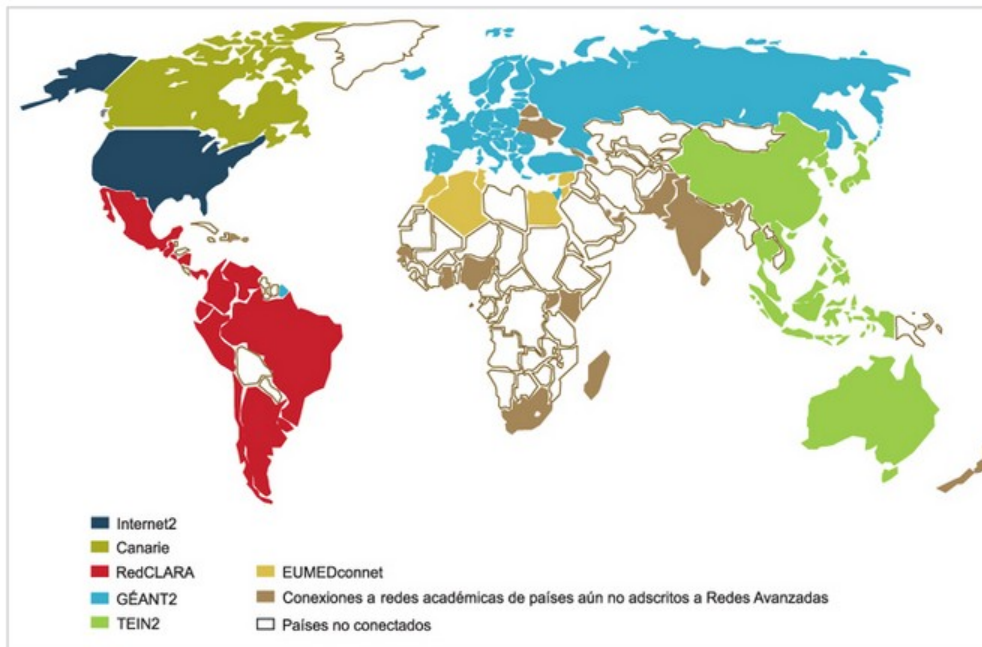 Internet2
Canarie
RedCLARA
GÉANT2
TEIN2
EUMEDconnet
Conexiones a redes académicas de países aún no adscritos a Redes Avanzadas
Países no conectados